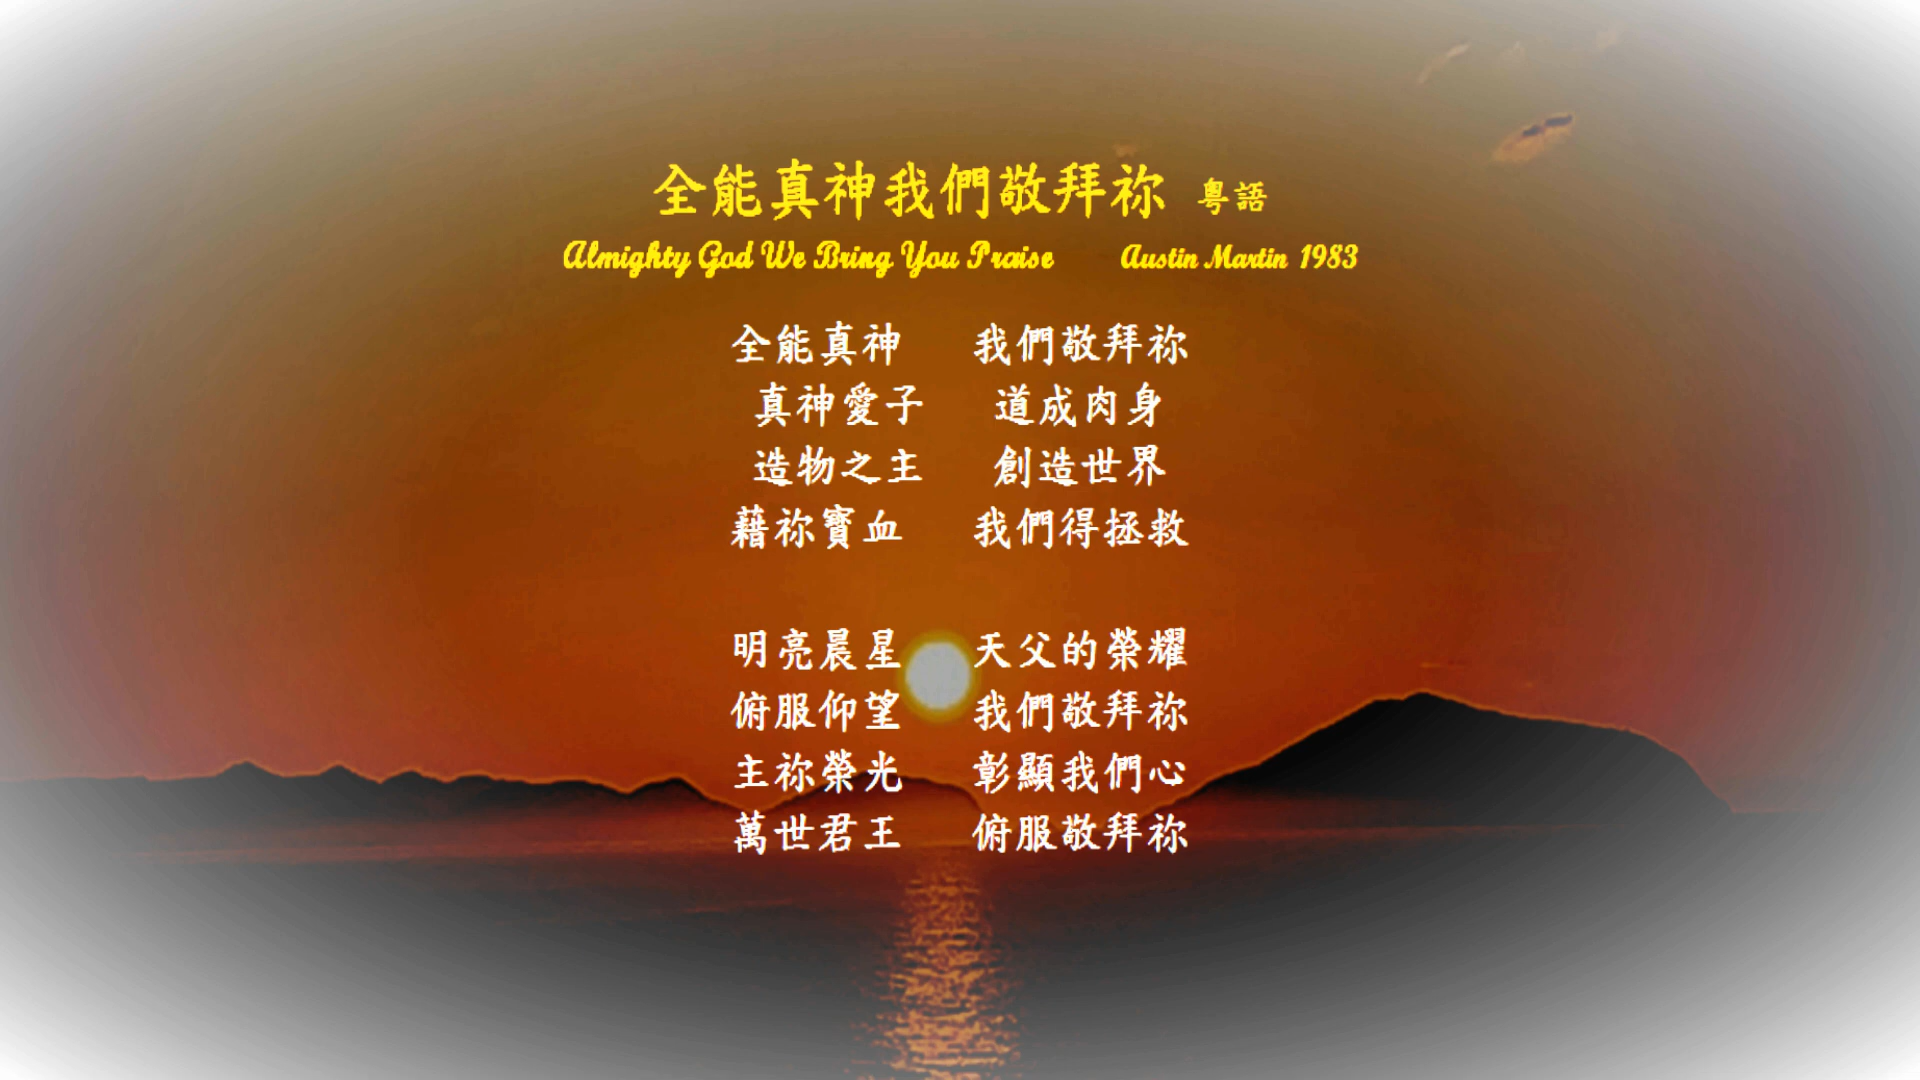 全能真神我們敬拜祢 粵語
Almighty God We Bring You Praise Austin Martin 1983
全能真神 我們敬拜祢
真神愛子 道成肉身
造物之主 創造世界
藉祢寶血 我們得拯救
明亮晨星 天父的榮耀
俯服仰望 我們敬拜祢
主祢榮光 彰顯我們心
萬世君王 俯服敬拜祢